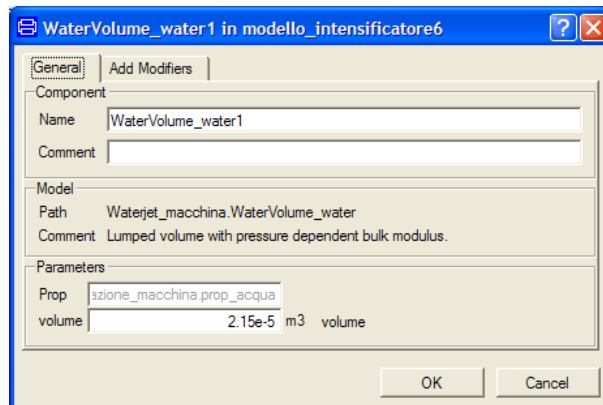 WaterVolume_water1 in modello_intensificatore6
General Add Modifiers
Component
Name WaterVolume_water1
Comment
Model
Path Waterjet_macchina.WaterVolume_water
Comment Lumped volume with pressure dependent bulk modulus.
Parameters
Prop azione_macchina.prop_acqua
volume 2.15e-5 m3 volume
OK Cancel